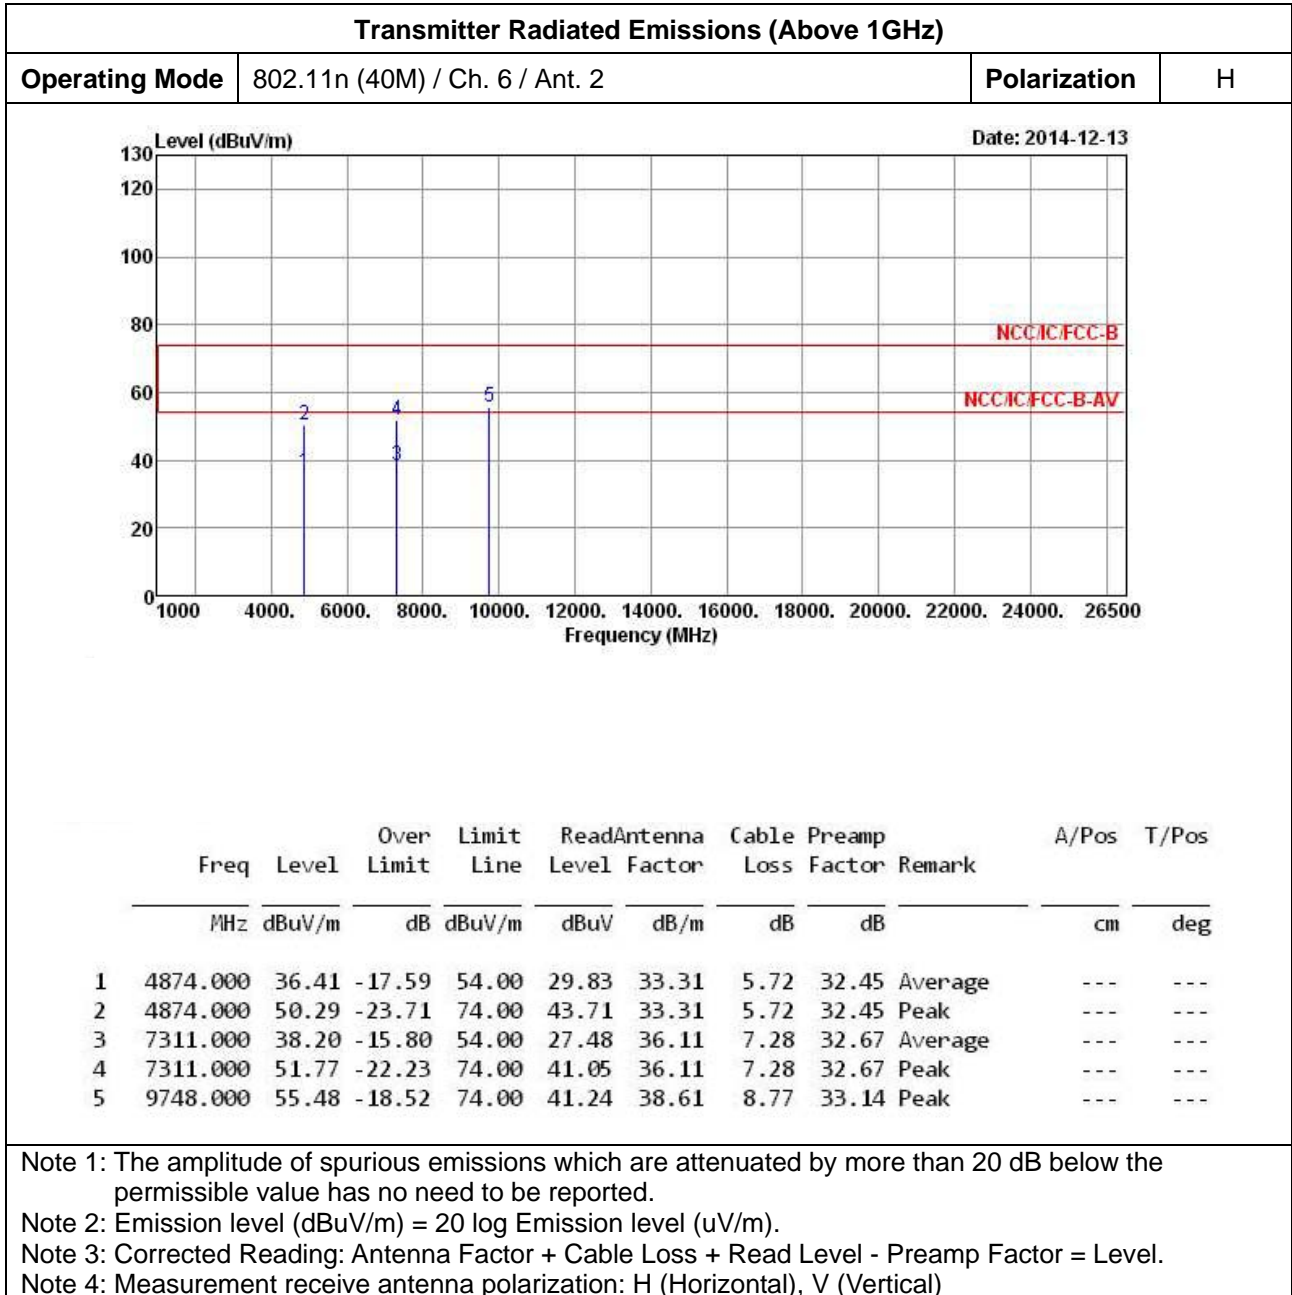 Transmitter Radiated Emissions (Above 1GHz)
Operating Mode 802.11n (40M) / Ch. 6 / Ant. 2 Polarization H
Level (dBuV/m) Date: 2014-12-13
130
120
100
80
NCC/IC/FCC-B
60
5
NCC/IC/FCC-B-AV
2 4
40
1 3
20
0
1000 4000. 6000. 8000. 10000. 12000. 14000. 16000. 18000. 20000. 22000. 24000. 26500
Frequency (MHz)
Over Limit ReadAntenna Cable Preamp A/Pos T/Pos
Freq Level Limit Line Level Factor Loss Factor Remark
MHz dBuV/m dB dBuV/m dBuV dB/m dB dB cm deg
1 4874.000 36.41 -17.59 54.00 29.83 33.31 5.72 32.45 Average --- ---
2 4874.000 50.29 -23.71 74.00 43.71 33.31 5.72 32.45 Peak --- ---
3 7311.000 38.20 -15.80 54.00 27.48 36.11 7.28 32.67 Average --- ---
4 7311.000 51.77 -22.23 74.00 41.05 36.11 7.28 32.67 Peak --- ---
5 9748.000 55.48 -18.52 74.00 41.24 38.61 8.77 33.14 Peak --- ---
Note 1: The amplitude of spurious emissions which are attenuated by more than 20 dB below the
permissible value has no need to be reported.
Note 2: Emission level (dBuV/m) = 20 log Emission level (uV/m).
Note 3: Corrected Reading: Antenna Factor + Cable Loss + Read Level - Preamp Factor = Level.
Note 4: Measurement receive antenna polarization: H (Horizontal), V (Vertical)